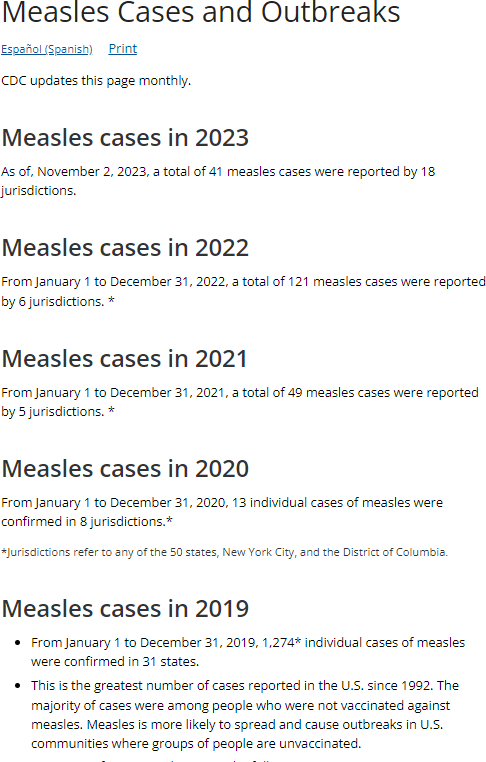 Measles Cases and Outbreaks
Español (Spanish) Print
CDC updates this page monthly.
Measles cases in 2023
As of, November 2, 2023, a total of 41 measles cases were reported by 18
jurisdictions.
Measles cases in 2022
From January 1 to December 31, 2022, a total of 121 measles cases were reported
by 6 jurisdictions. *
Measles cases in 2021
From January 1 to December 31, 2021, a total of 49 measles cases were reported
by 5 jurisdictions. *
Measles cases in 2020
From January 1 to December 31, 2020, 13 individual cases of measles were
confirmed in 8 jurisdictions.*
*Jurisdictions refer to any of the 50 states, New York City, and the District of Columbia.
Measles cases in 2019
• From January 1 to December 31, 2019, 1,274* individual cases of measles
were confirmed in 31 states.
• This is the greatest number of cases reported in the U.S. since 1992. The
majority of cases were among people who were not vaccinated against
measles. Measles is more likely to spread and cause outbreaks in U.S.
communities where groups of people are unvaccinated.